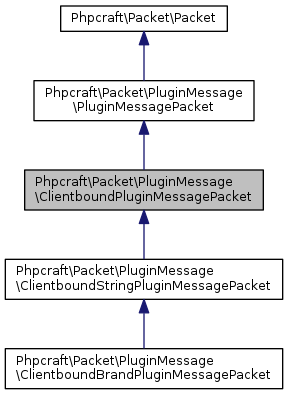 Phpcraft\Packet\Packet
Phpcraft\Packet\PluginMessage
\PluginMessagePacket
Phpcraft\Packet\PluginMessage
\ClientboundPluginMessagePacket
Phpcraft\Packet\PluginMessage
\ClientboundStringPluginMessagePacket
Phpcraft\Packet\PluginMessage
\ClientboundBrandPluginMessagePacket